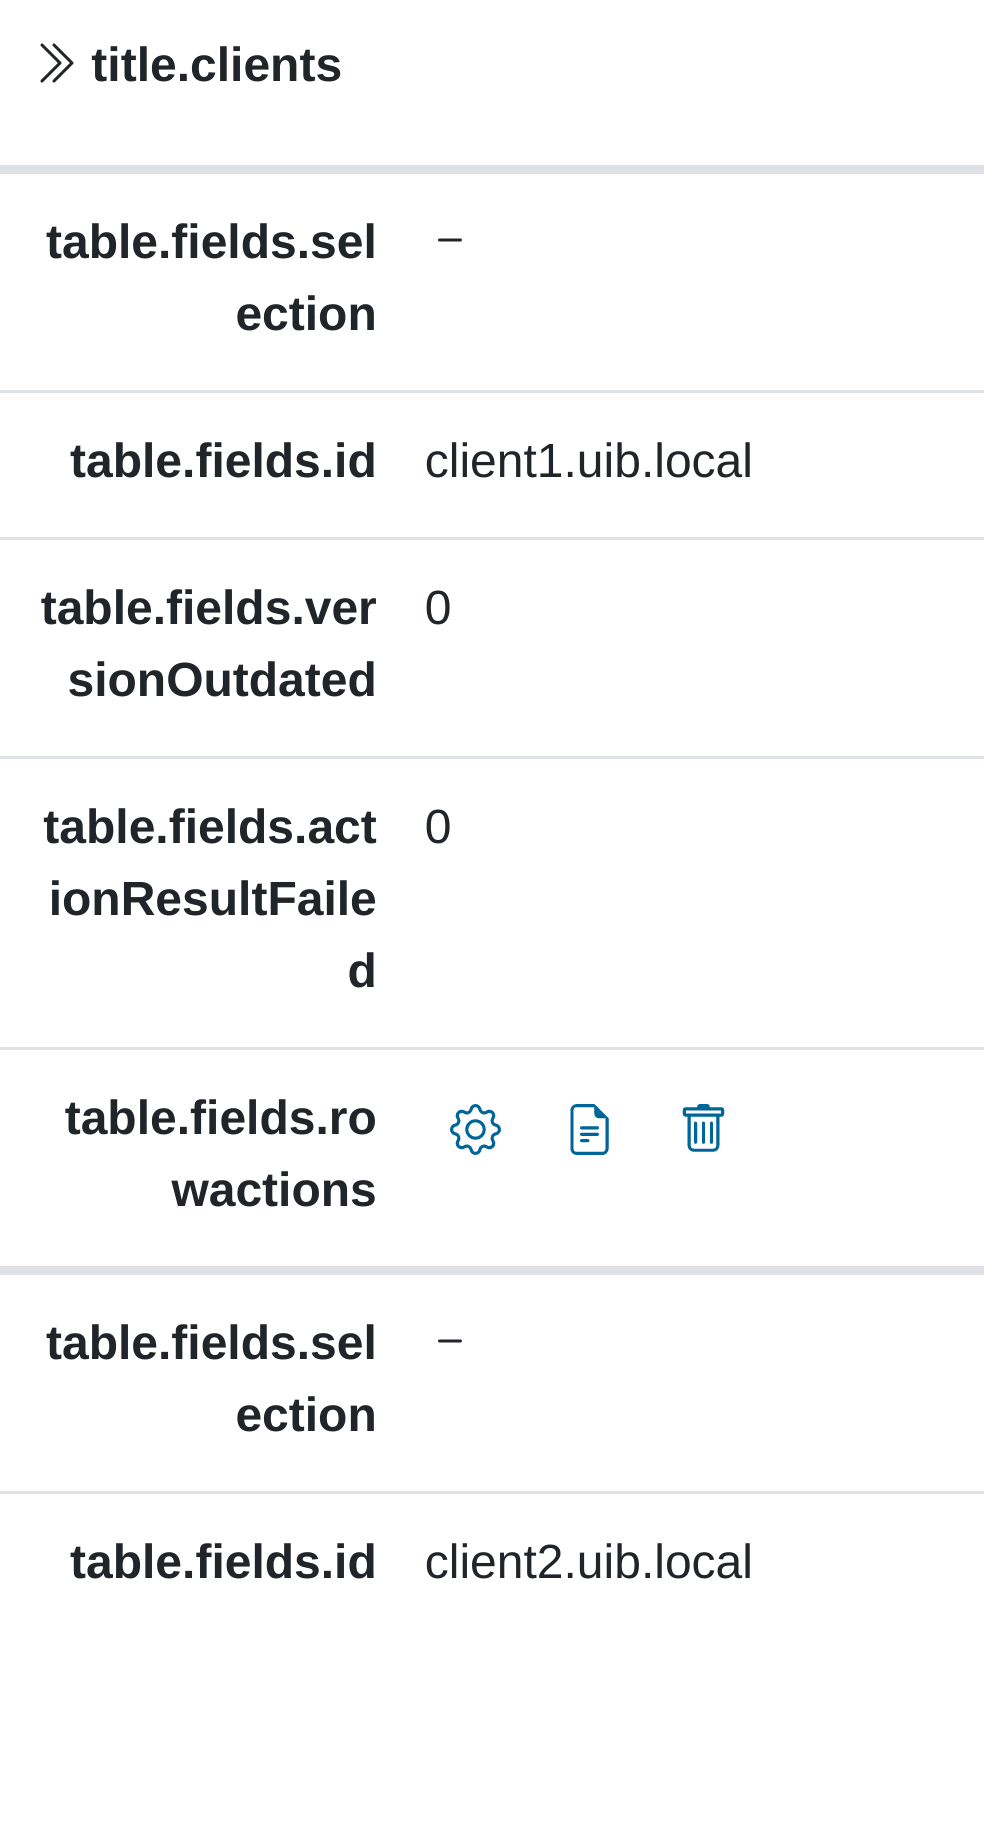 title.clients
table.fields.sel –
ection
table.fields.id client1.uib.local
table.fields.ver 0
sionOutdated
table.fields.act 0
ionResultFaile
d
table.fields.ro
wactions
table.fields.sel –
ection
table.fields.id client2.uib.local